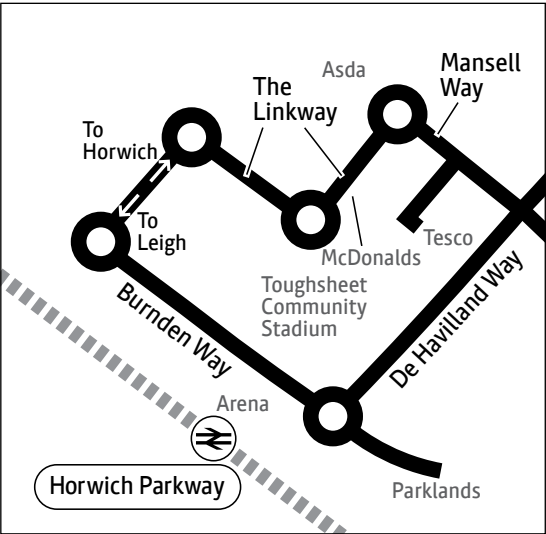 Asda
Mansell
Way
The
Linkway
To
Horwich
To
Leigh
Tesco
McDonalds
Toughsheet
Community
Stadium
De Havilland Way
Burnden Way
Arena
Horwich Parkway
Parklands